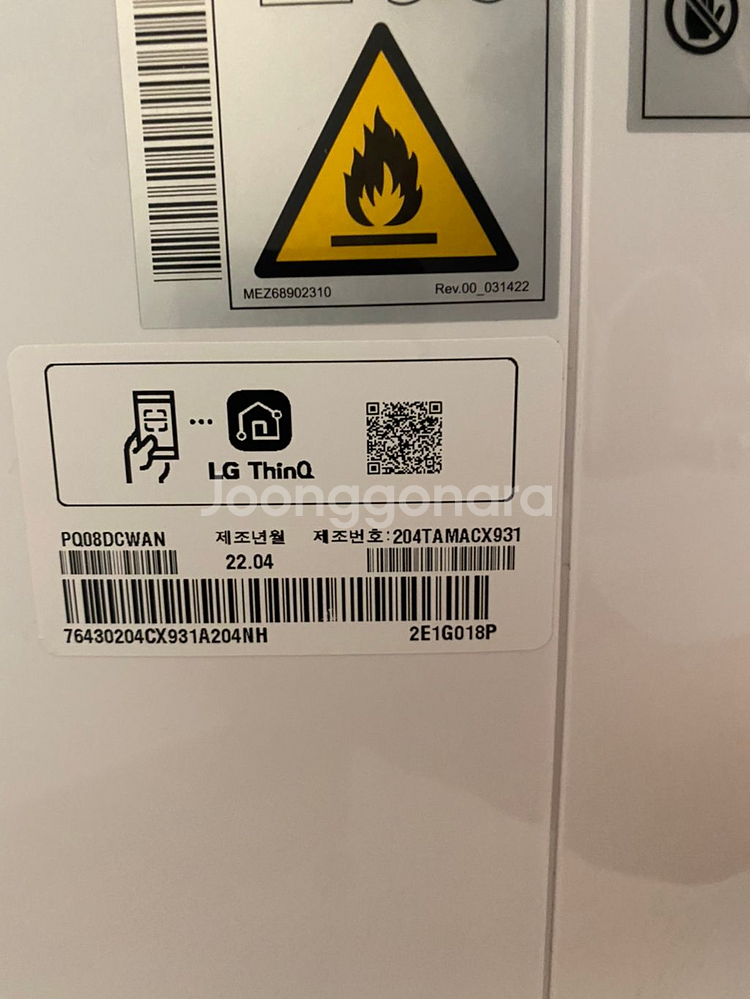 MEZ68902310
Rev.00_031422
LG ThinQ
Joonggonara
PQ08DCWAN
제조년월
22.04
제조번호:204TAMACX931
76430204CX931A204NH
2E1G018P